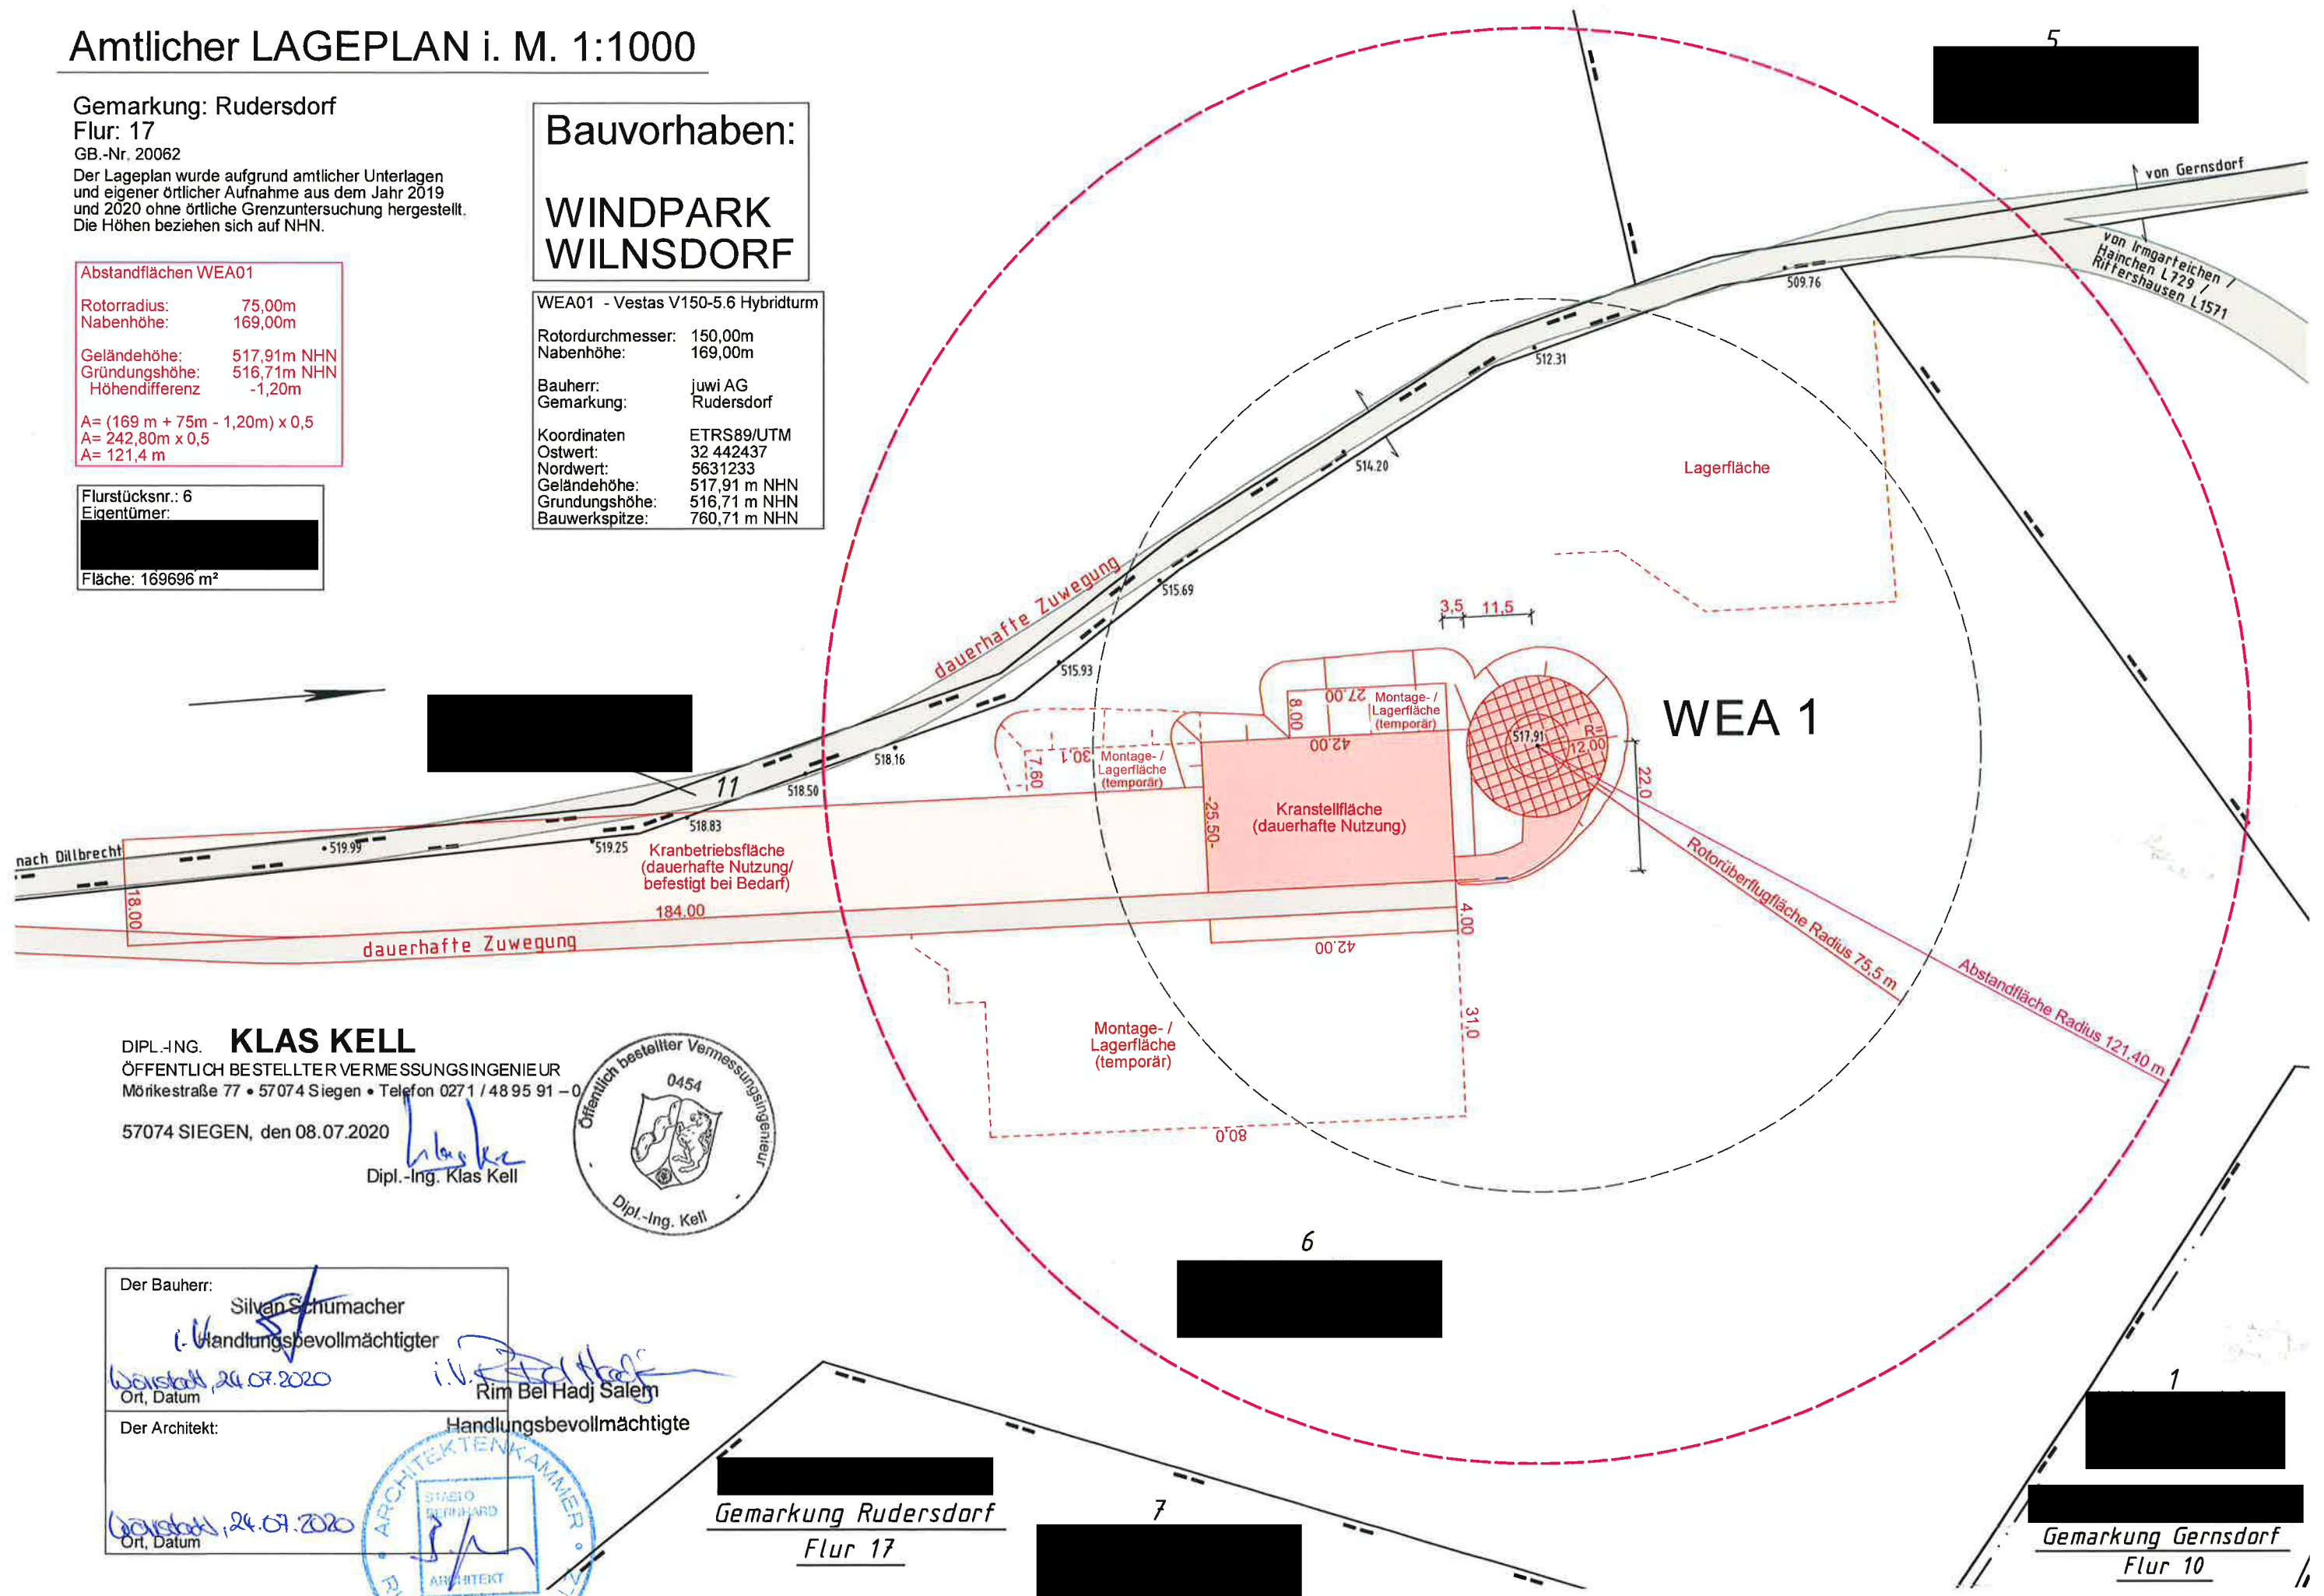 Amtlicher LAGEPLAN i. M. 1:1000
Gemarkung: Rudersdorf
Flur: 17
GB.-Nr. 20062
Der Lageplan wurde aufgrund amtlicher Unterlagen
und eigener örtlicher Aufnahme aus dem Jahr 2019
und 2020 ohne örtliche Grenzuntersuchung hergestellt.
Die Höhen beziehen sich auf NHN.
Abstandflächen WEA01
Rotorradius: 75,00m
Nabenhöhe: 169,00m
Geländehöhe: 517,91m NHN
Gründungshöhe: 516,71m NHN
Höhendifferenz -1,20m
A= (169 m + 75m - 1,20m) x 0,5
A= 242,80m x 0,5
A= 121,4 m
Flurstücksnr.: 6
Eigentümer:
Fläche: 169696 m²
Bauvorhaben:
WINDPARK
WILNSDORF
WEA01 - Vestas V150-5.6 Hybridturm
Rotordurchmesser: 150,00m
Nabenhöhe: 169,00m
Bauherr: juwi AG
Gemarkung: Rudersdorf
Koordinaten ETRS89/UTM
Ostwert: 32 442437
Nordwert: 5631233
Geländehöhe: 517,91 m NHN
Grundungshöhe: 516,71 m NHN
Bauwerkspitze: 760,71 m NHN
5
von Gernsdorf
von Irmgarteichen /
Hainchen L729 /
Rittershausen L1571
509.76
512.31
514.20
Lagerfläche
515.69
dauerhafte Zuwegung
3,5 11,5
515.93
27.00
8.00
Montage- /
Lagerfläche
(temporär)
WEA 1
517,91
R=
12,00
42.00
518.16
30.1
7.60
Montage- /
Lagerfläche
(temporär)
22,0
11
518.50
518.83
519.25
519.99
nach Dillbrecht
Kranstellfläche
(dauerhafte Nutzung)
-25.50-
Kranbetriebsfläche
(dauerhafte Nutzung/
befestigt bei Bedarf)
18.000
184.00
4.00
dauerhafte Zuwegung
42.00
Rotorüberflugfläche Radius 75,5 m
Abstandfläche Radius 121,40 m
31,0
Montage- /
Lagerfläche
(temporär)
80,0
DIPL.-ING. KLAS KELL
ÖFFENTLICH BESTELLTER VERMESSUNGSINGENIEUR
Mörikestraße 77 • 57074 Siegen • Telefon 0271 / 48 95 91 – 0
57074 SIEGEN, den 08.07.2020
Dipl.-Ing. Klas Kell
Öffentlich bestellter Vermessungsingenieur
0454
Dipl.-Ing. Kell
6
Der Bauherr:
Silvan Schumacher
i.V. Handlungsbevollmächtigter
Wörrstadt, 24.07.2020
Ort, Datum
i.V.
Rim Bel Hadj Salem
Handlungsbevollmächtigte
Der Architekt:
Wörrstadt, 24.07.2020
Ort, Datum
ARCHITEKTENKAMMER
BERNHARD
ARCHITEKT
Gemarkung Rudersdorf
Flur 17
7
1
Gemarkung Gernsdorf
Flur 10